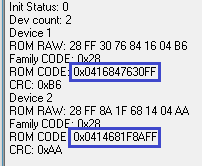 Init Status: 0
Dev count: 2
Device 1
ROM RAW: 28 FF 30 76 84 16 04 B6
Family CODE: 0x28
ROM CODE: 0x0416847630FF
CRC: 0xB6
Device 2
ROM RAW: 28 FF 8A 1F 68 14 04 AA
Family CODE: 0x28
ROM CODE: 0x0414681F8AFF
CRC: 0xAA